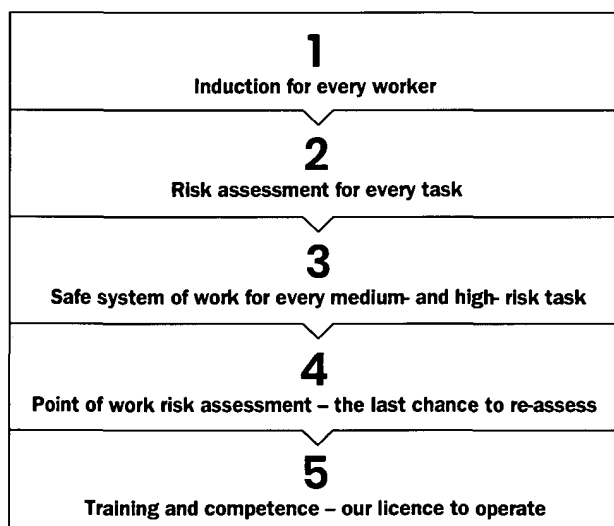 1
Induction for every worker
2
Risk assessment for every task
3
Safe system of work for every medium- and high- risk task
4
Point of work risk assessment – the last chance to re-assess
5
Training and competence – our licence to operate